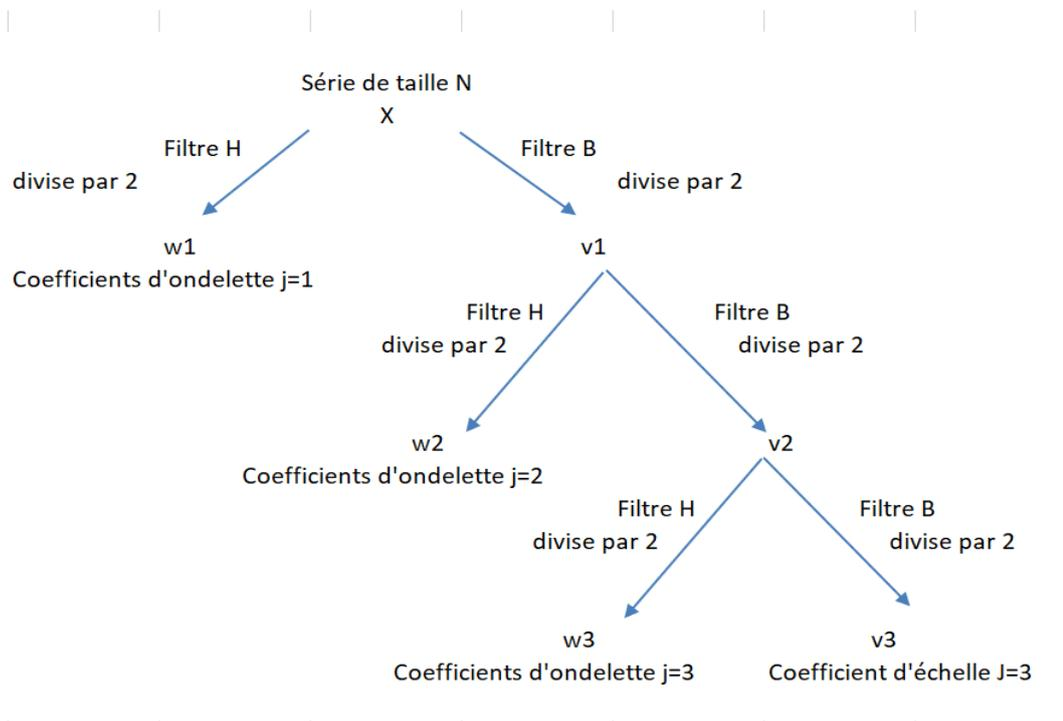 Série de taille N
X
Filtre H
Filtre B
divise par 2
divise par 2
w1
v1
Coefficients d'ondelette j=1
Filtre H
Filtre B
divise par 2
divise par 2
w2
v2
Coefficients d'ondelette j=2
Filtre H
Filtre B
divise par 2
divise par 2
w3
v3
Coefficients d'ondelette j=3
Coefficient d'échelle J=3